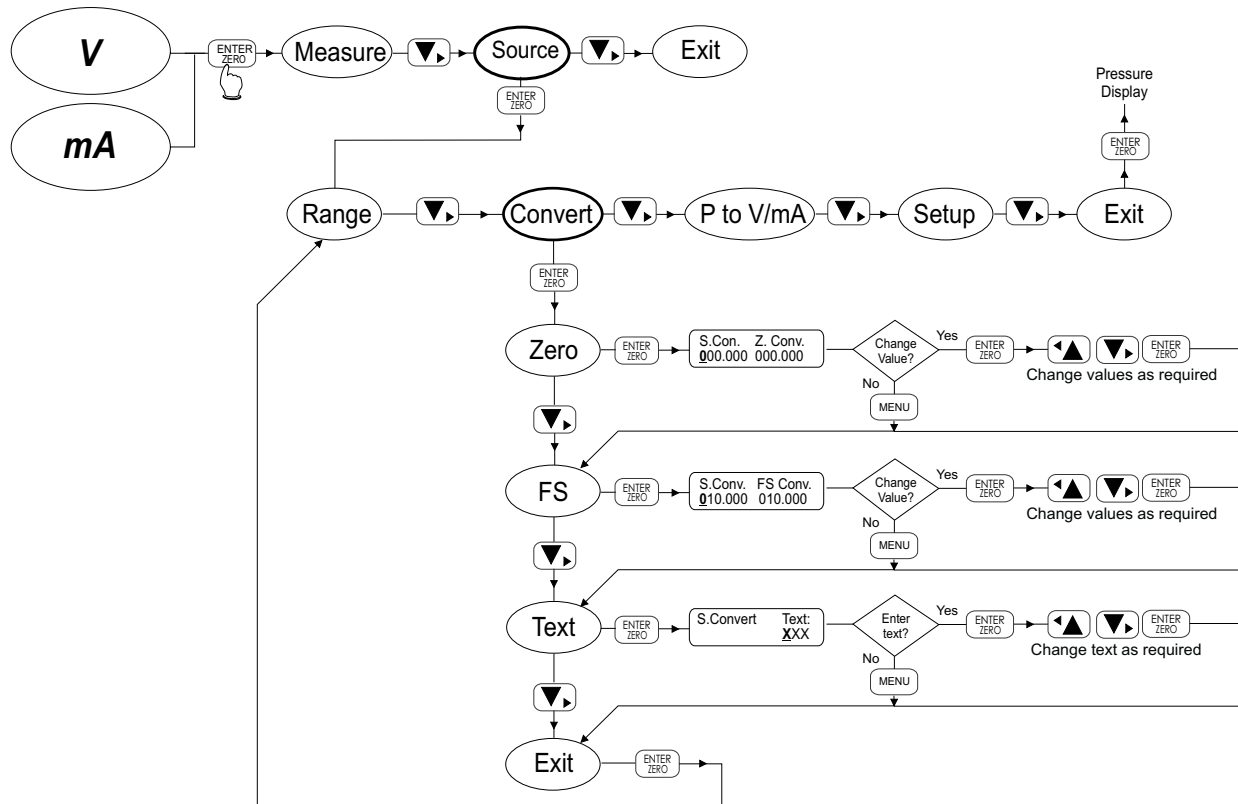 V
ENTER
ZERO
Measure
Source
Exit
mA
ENTER
ZERO
Pressure
Display
ENTER
ZERO
Range
Convert
P to V/mA
Setup
Exit
ENTER
ZERO
Zero
ENTER
ZERO
S.Con. Z. Conv.
000.000 000.000
Change
Value?
Yes
ENTER
ZERO
ENTER
ZERO
Change values as required
No
MENU
FS
ENTER
ZERO
S.Conv. FS Conv.
010.000 010.000
Change
Value?
Yes
ENTER
ZERO
ENTER
ZERO
Change values as required
No
MENU
Text
ENTER
ZERO
S.Convert Text:
XXX
Enter
text?
Yes
ENTER
ZERO
ENTER
ZERO
Change text as required
No
MENU
Exit
ENTER
ZERO